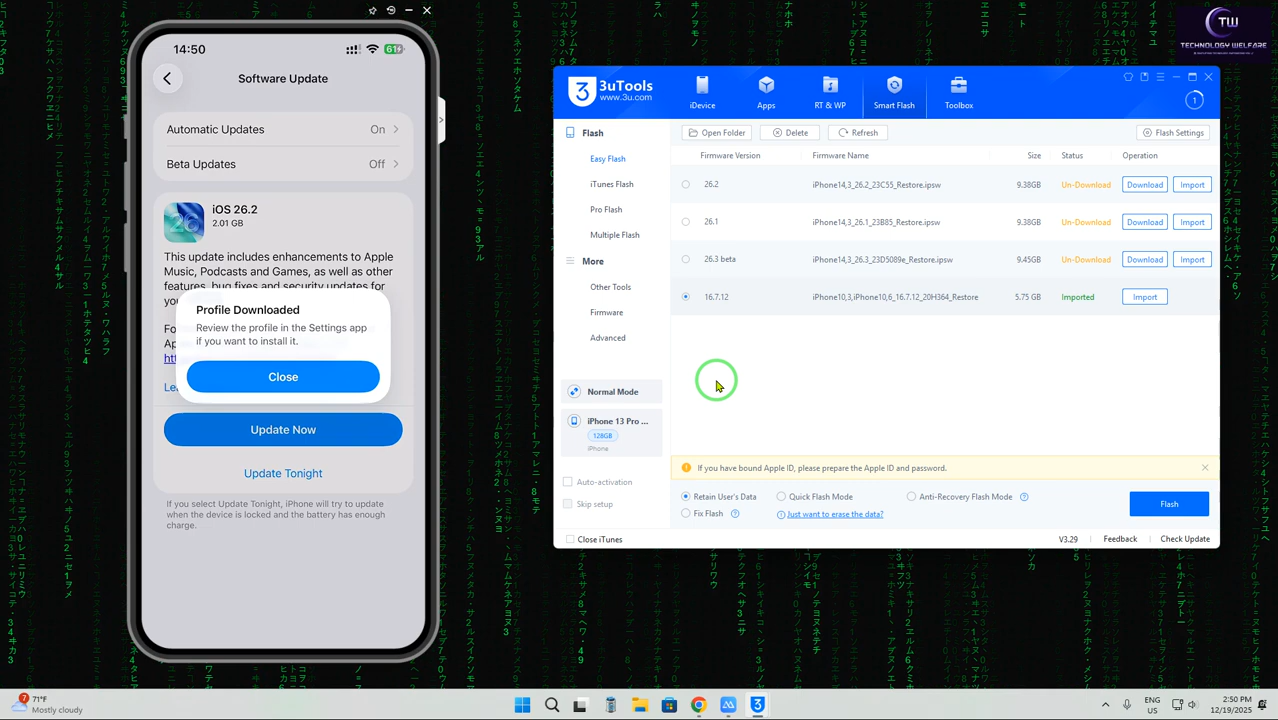 14:50
61
Software Update
Automatic Updates On
Beta Updates Off
iOS 26.2
2.01 GB
This update includes enhancements to Apple
Music, Podcasts and Games, as well as other
features, bug fixes and security updates for
Profile Downloaded
Review the profile in the Settings app
if you want to install it.
Close
Update Now
Update Tonight
If you select Update Tonight, iPhone will try to update
when the device is locked and the battery has enough
charge.
TW
TECHNOLOGY WELFARE
3uTools
www.3u.com
iDevice
Apps
RT & WP
Smart Flash
Toolbox
1
Flash
Open Folder
Delete
Refresh
Flash Settings
Easy Flash
iTunes Flash
Pro Flash
Multiple Flash
More
Other Tools
Firmware
Advanced
Firmware Version Firmware Name Size Status Operation
26.2 iPhone14,3_26.2_23C55_Restore.ipsw 9.38GB Un-Download Download Import
26.1 iPhone14,3_26.1_23B85_Restore.ipsw 9.38GB Un-Download Download Import
26.3 beta iPhone14,3_26.3_23D5089e_Restore.ipsw 9.45GB Un-Download Download Import
16.7.12 iPhone10,3,iPhone10,6_16.7.12_20H364_Restore 5.75 GB Imported Import
Normal Mode
iPhone 13 Pro ...
128GB
iPhone
Auto-activation
Skip setup
If you have bound Apple ID, please prepare the Apple ID and password.
Retain User's Data Quick Flash Mode Anti-Recovery Flash Mode
Fix Flash Just want to erase the data?
Flash
Close iTunes
V3.29 Feedback Check Update
7
71°F
Mostly cloudy
ENG
US
2:50 PM
12/19/2025